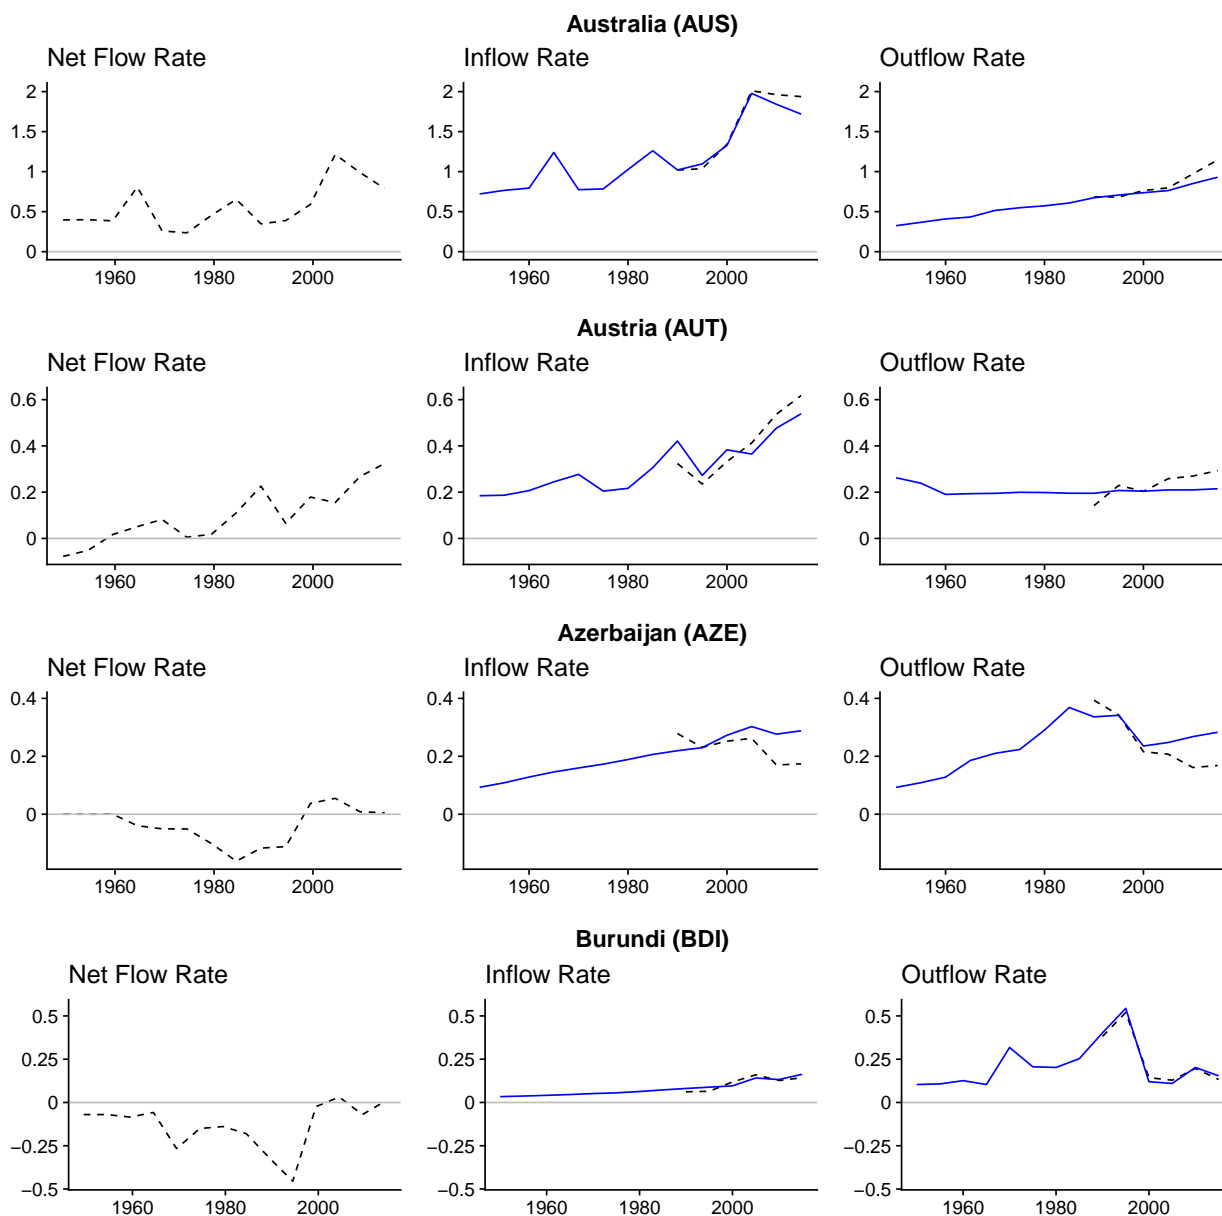 Australia (AUS)
Net Flow Rate
Inflow Rate
Outflow Rate
2
1.5
1
0.5
0
1960 1980 2000
2
1.5
1
0.5
0
1960 1980 2000
2
1.5
1
0.5
0
1960 1980 2000
Austria (AUT)
Net Flow Rate
Inflow Rate
Outflow Rate
0.6
0.4
0.2
0
1960 1980 2000
0.6
0.4
0.2
0
1960 1980 2000
0.6
0.4
0.2
0
1960 1980 2000
Azerbaijan (AZE)
Net Flow Rate
Inflow Rate
Outflow Rate
0.4
0.2
0
1960 1980 2000
0.4
0.2
0
1960 1980 2000
0.4
0.2
0
1960 1980 2000
Burundi (BDI)
Net Flow Rate
Inflow Rate
Outflow Rate
0.5
0.25
0
−0.25
−0.5
1960 1980 2000
0.5
0.25
0
−0.25
−0.5
1960 1980 2000
0.5
0.25
0
−0.25
−0.5
1960 1980 2000